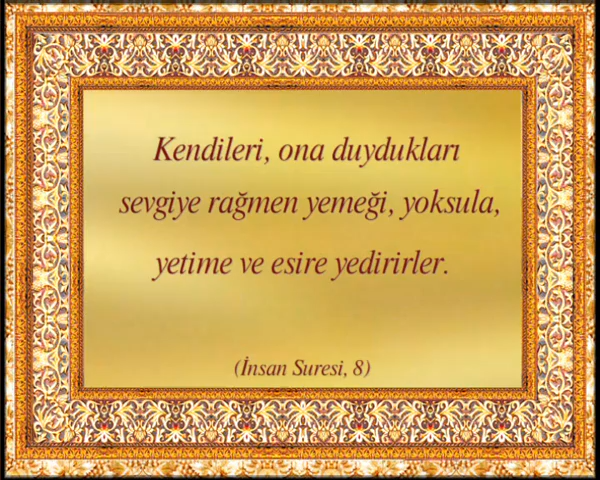 Kendileri, ona duydukları
sevgiye rağmen yemeği, yoksula,
yetime ve esire yedirirler.
(İnsan Suresi, 8)